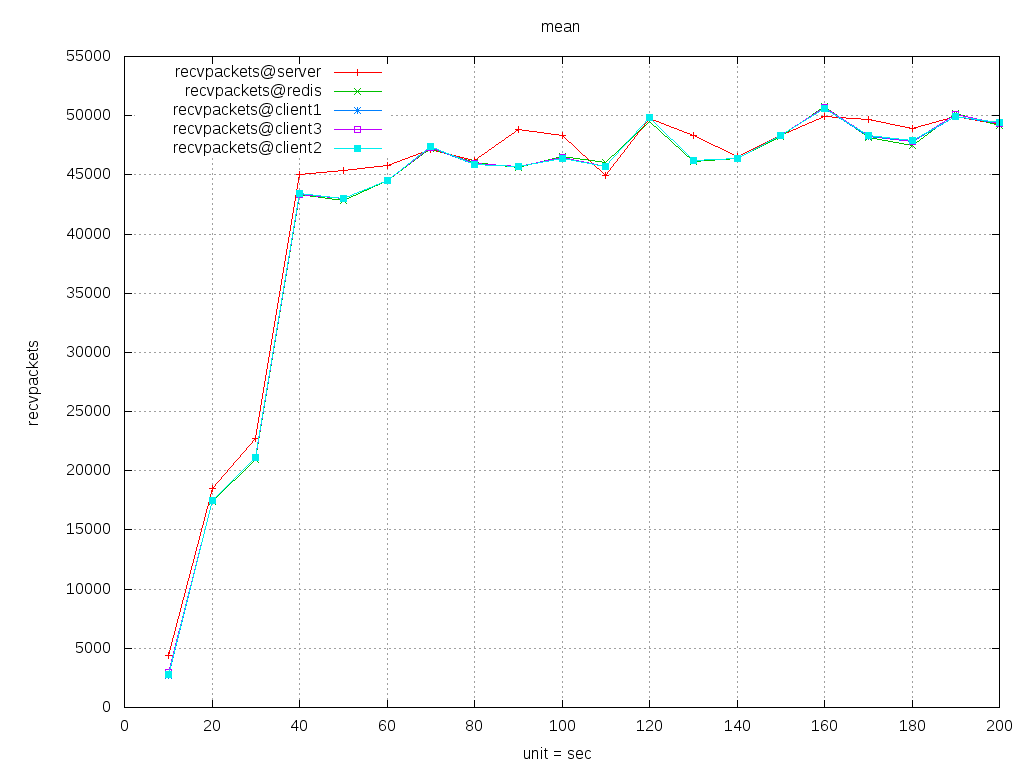 mean
55000
50000
45000
40000
35000
30000
25000
20000
15000
10000
5000
0
recvpackets
recvpackets@server
recvpackets@redis
recvpackets@client1
recvpackets@client3
recvpackets@client2
0 20 40 60 80 100 120 140 160 180 200
unit = sec